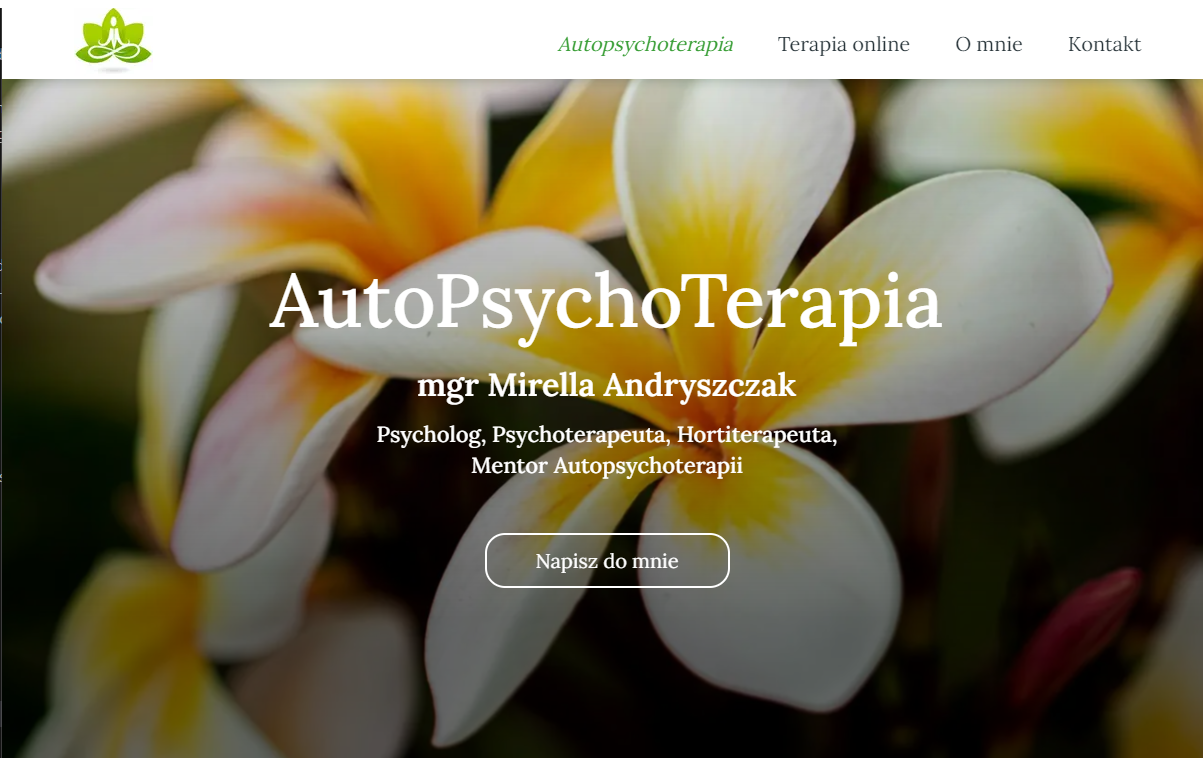 Autopsychoterapia
Terapia online
O mnie
Kontakt
AutoPsychoTerapia
mgr Mirella Andryszczak
Psycholog, Psychoterapeuta, Hortiterapeuta,
Mentor Autopsychoterapii
Napisz do mnie